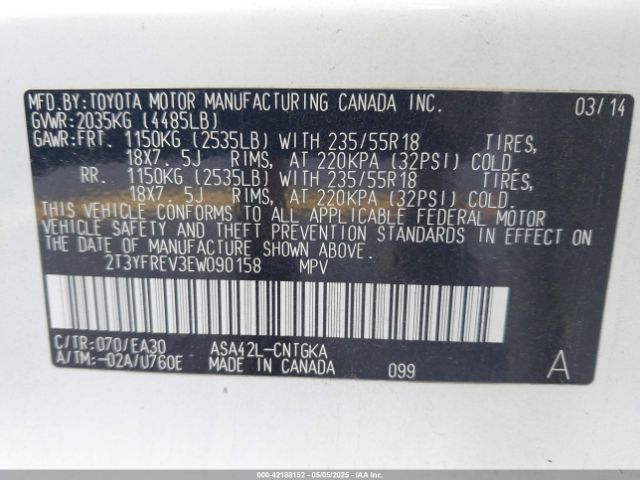 MFD.BY:TOYOTA MOTOR MANUFACTURING CANADA INC. 03/14
GVWR:2035KG (4485LB)
GAWR:FRT. 1150KG (2535LB) WITH 235/55R18 TIRES,
18X7.5J RIMS, AT 220KPA (32PSI) COLD.
RR. 1150KG (2535LB) WITH 235/55R18 TIRES,
18X7.5J RIMS, AT 220KPA (32PSI) COLD.
THIS VEHICLE CONFORMS TO ALL APPLICABLE FEDERAL MOTOR
VEHICLE SAFETY AND THEFT PREVENTION STANDARDS IN EFFECT ON
THE DATE OF MANUFACTURE SHOWN ABOVE.
2T3YFREV3EW090158 MPV
C/TR:070/EA30 ASA42L-CNTGKA
A/TM:-02A/U760E MADE IN CANADA 099 A
000-42188152 05/05/2025 IAAI.COM